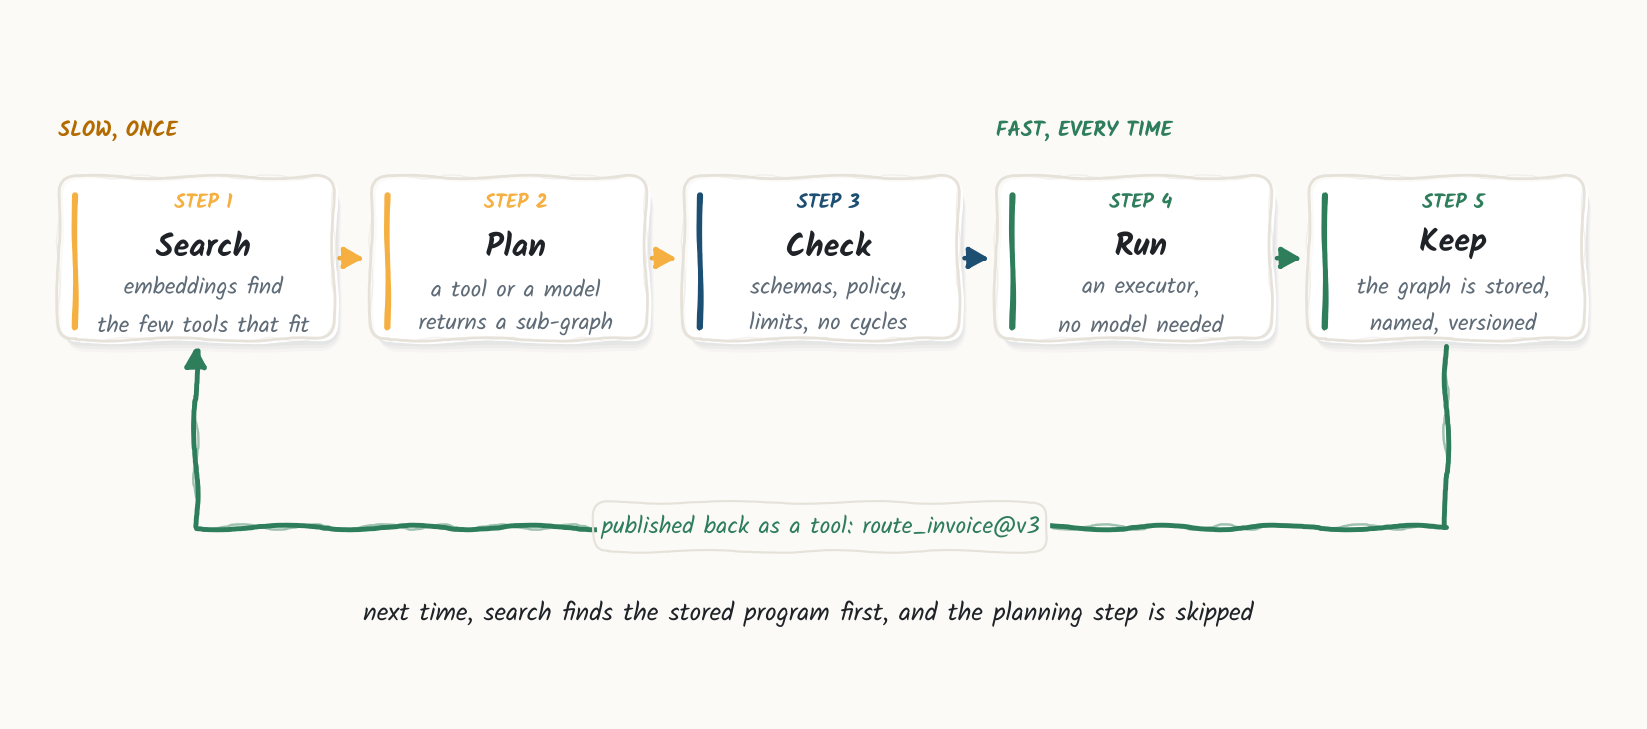 SLOW, ONCE
FAST, EVERY TIME
STEP 1
Search
embeddings find
the few tools that fit
STEP 2
Plan
a tool or a model
returns a sub-graph
STEP 3
Check
schemas, policy,
limits, no cycles
STEP 4
Run
an executor,
no model needed
STEP 5
Keep
the graph is stored,
named, versioned
published back as a tool: route_invoice@v3
next time, search finds the stored program first, and the planning step is skipped